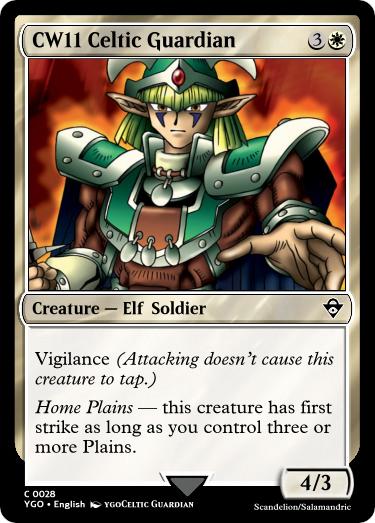 CW11 Celtic Guardian 3
Creature — Elf Soldier
Vigilance (Attacking doesn't cause this
creature to tap.)
Home Plains — this creature has first
strike as long as you control three or
more Plains.
4/3
C 0028
YGO • English YGOCELTIC GUARDIAN
Scandelion/Salamandric